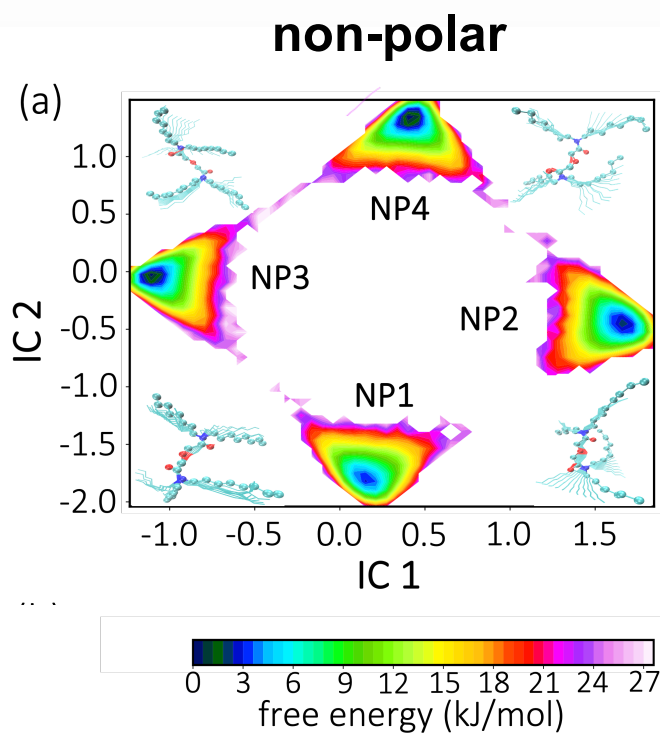 non-polar
(a)
1.0
0.5
0.0
-0.5
-1.0
-1.5
-2.0
IC 2
NP4
NP3
NP2
NP1
-1.0 -0.5 0.0 0.5 1.0 1.5
IC 1
0 3 6 9 12 15 18 21 24 27
free energy (kJ/mol)